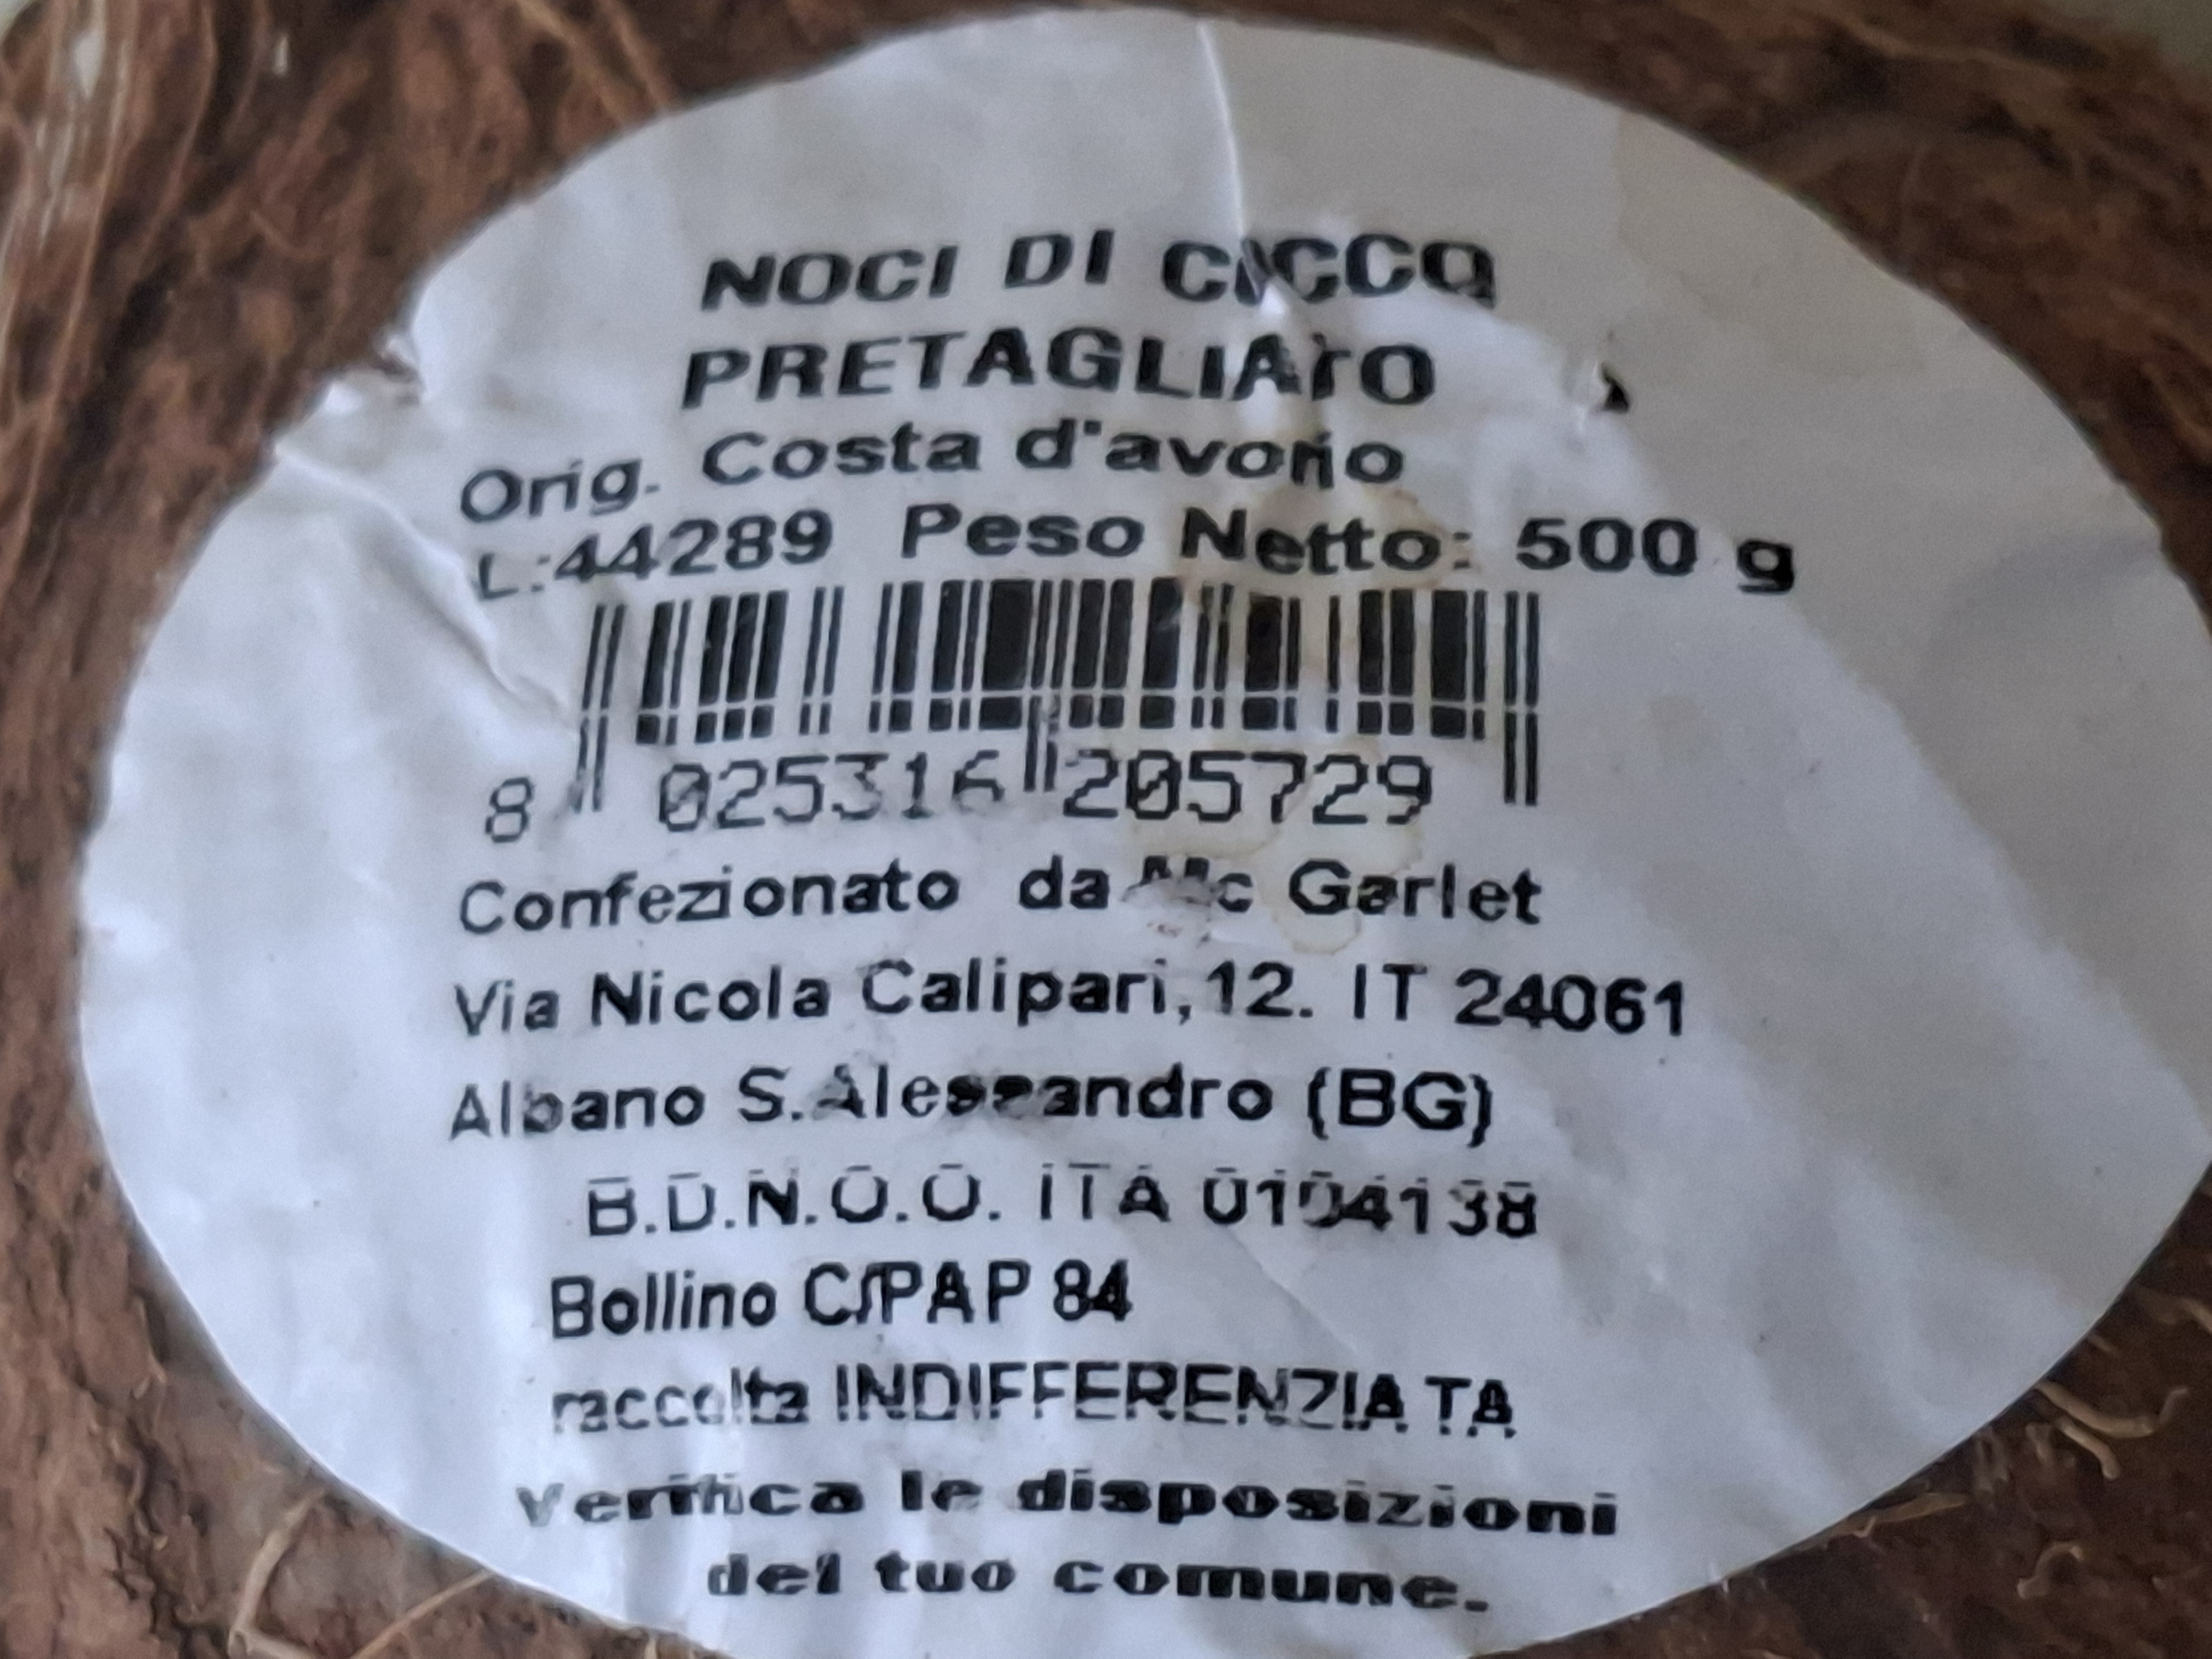 NOCI DI CICCO
PRETAGLIATO
Orig. Costa d'avorio
L:44289 Peso Netto: 500 g
8 025316 205729
Confezionato da Mc Garlet
Via Nicola Calipari,12. IT 24061
Albano S.Alessandro (BG)
B.D.N.O.O. ITA 0104138
Bollino C/PAP 84
raccolta INDIFFERENZIATA
Verifica le disposizioni
del tuo comune.